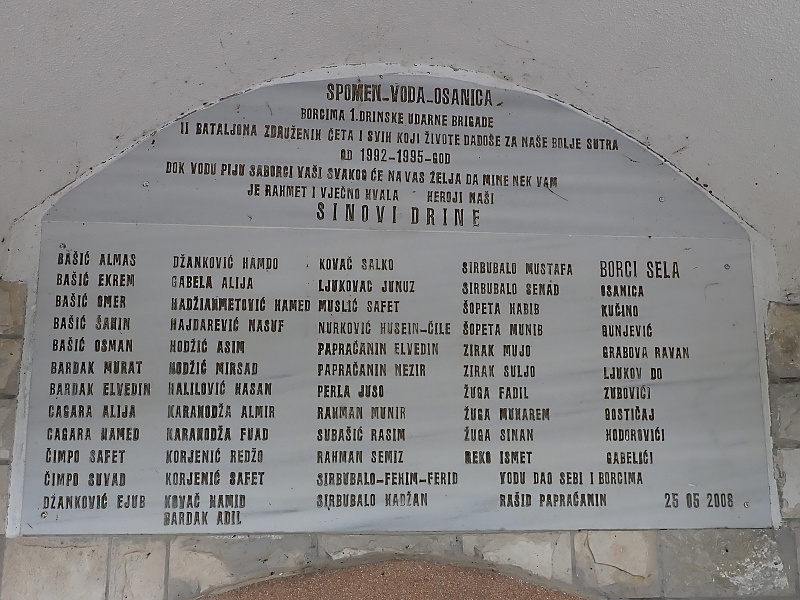 SPOMEN-VODA-OSANICA
BORCIMA 1.DRINSKE UDARNE BRIGADE
II BATALJONA ZDRUŽENIH ĆETA I SVIH KOJI ŽIVOTE DADOŠE ZA NAŠE BOLJE SUTRA
OD 1992-1995-GOD
DOK VODU PIJU SABORCI VAŠI SVAKOG ĆE NA VAS ŽELJA DA MINE NEK VAM
JE RAHMET I VJEČNO HVALA HEROJI NAŠI
SINOVI DRINE
BAŠIĆ ALMAS
BAŠIĆ EKREM
BAŠIĆ OMER
BAŠIĆ ŠAHIN
BAŠIĆ OSMAN
BARDAK MURAT
BARDAK ELVEDIN
CAGARA ALIJA
CAGARA HAMED
ČIMPO SAFET
ČIMPO SUVAD
DŽANKOVIĆ EJUB
DŽANKOVIĆ HAMDO
GABELA ALIJA
HADŽIAHMETOVIĆ HAMED
HAJDAREVIĆ NASUF
HODŽIĆ ASIM
HODŽIĆ MIRSAD
HALILOVIĆ HASAN
KARAHODŽA ALMIR
KARAHODŽA FUAD
KORJENIĆ REDŽO
KORJENIĆ SAFET
KOVAČ HAMID
BARDAK ADIL
KOVAČ SALKO
LJUKOVAC JUNUZ
MUSLIĆ SAFET
NURKOVIĆ HUSEIN-ĆILE
PAPRAĆANIN ELVEDIN
PAPRAĆANIN NEZIR
PERLA JUSO
RAHMAN MUNIR
SUBAŠIĆ RASIM
RAHMAN SEMIZ
SIRBUBALO-FEHIM-FERID
SIRBUBALO HADŽAN
SIRBUBALO MUSTAFA
SIRBUBALO SENAD
ŠOPETA HABIB
ŠOPETA MUNIB
ZIRAK MUJO
ZIRAK SULJO
ŽUGA FADIL
ŽUGA MUHAREM
ŽUGA SINAN
REKO ISMET
BORCI SELA
OSANICA
KUĆINO
GUNJEVIĆ
GRABOVA RAVAN
LJUKOV DO
ZUBOVIĆI
GOSTIČAJ
HODOROVIĆI
GABELIĆI
VODU DAO SEBI I BORCIMA
RAŠID PAPRAĆANIN 25 05 2008